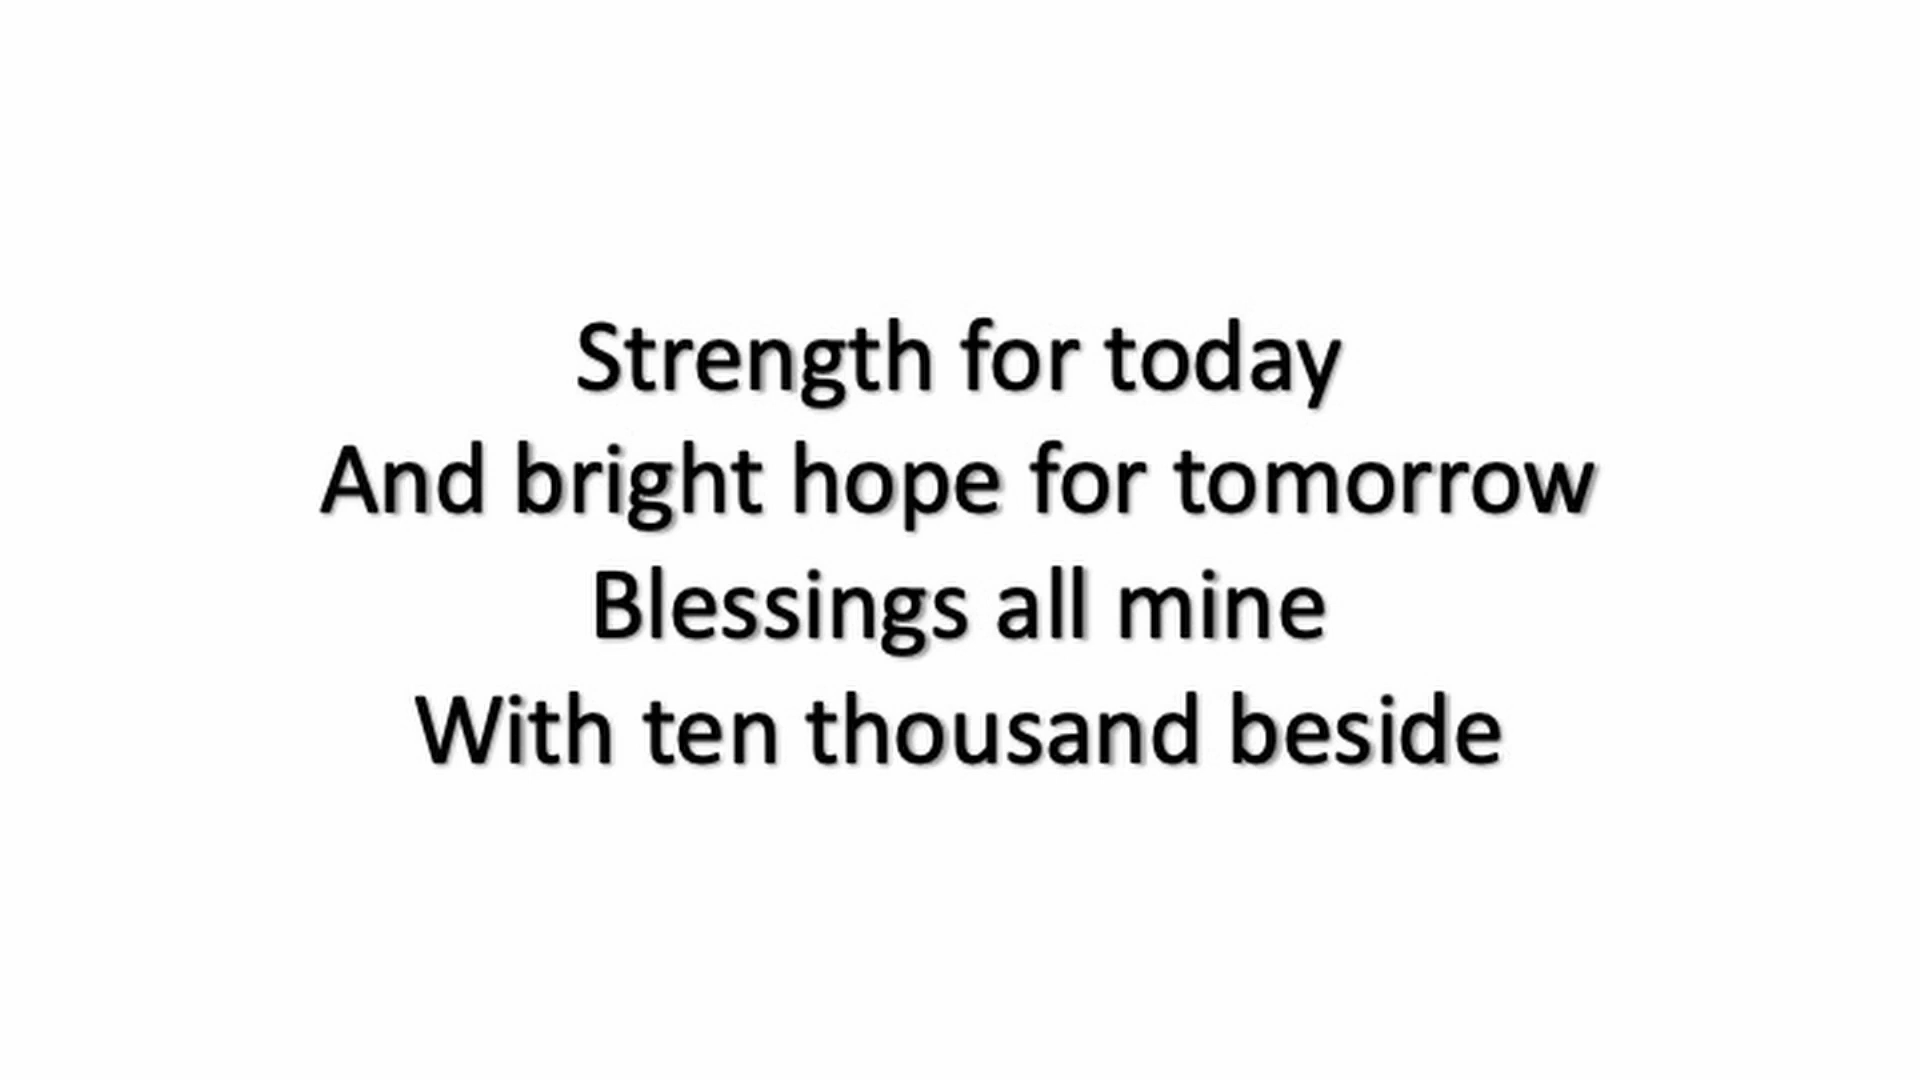 Strength for today
And bright hope for tomorrow
Blessings all mine
With ten thousand beside